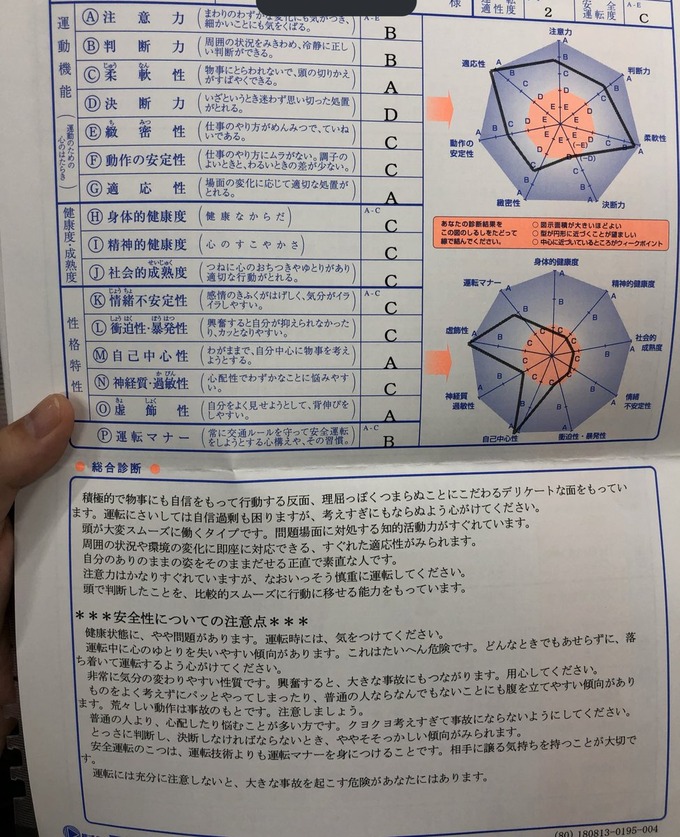 様
適性度 2
安全運転度 A-E C
運動機能
（運動のための心のはたらき）
Ⓐ 注意力 （まわりのわずかな変化にも気がつき、細かいことにも気をくばる。） A-E B
Ⓑ 判断力 （周囲の状況をみきわめ、冷静に正しい判断ができる。） B
Ⓒ 柔軟性 （物事にとらわれないで、頭の切りかえがすばやくできる。） A
Ⓓ 決断力 （いざというとき迷わず思い切った処置がとれる。） D
Ⓔ 緻密性 （仕事のやり方がめんみつで、ていねいである。） C
Ⓕ 動作の安定性 （仕事のやり方にムラがない。調子のよいときと、わるいときの差が少ない。） C
Ⓖ 適応性 （場面の変化に応じて適切な処置がとれる。） A
健康度・成熟度
Ⓗ 身体的健康度 （健康なからだ） A-C C
Ⓘ 精神的健康度 （心のすこやかさ） C
Ⓙ 社会的成熟度 （つねに心のおちつきやゆとりがあり適切な行動がとれる。） C
性格特性
Ⓚ 情緒不安定性 （感情のきふくがはげしく、気分がイライラしやすい。） A-C C
Ⓛ 衝迫性・暴発性 （興奮すると自分が抑えられなかったり、カッとなりやすい。） C
Ⓜ 自己中心性 （わがままで、自分中心に物事を考えようとする。） A
Ⓝ 神経質・過敏性 （心配性でわずかなことに悩みやすい。） C
Ⓞ 虚飾性 （自分をよく見せようとして、背伸びをしやすい。） A
Ⓟ 運転マナー （常に交通ルールを守って安全運転をしようとする心構えや、その習慣。） A-C B
注意力
判断力
柔軟性
決断力
緻密性
動作の安定性
適応性
あなたの診断結果を
この図のしるしをたどって
線で結んでください。
○図示面積が大きいほどよい
○型が円形に近づくことが望ましい
○中心に近づいているところがウィークポイント
身体的健康度
精神的健康度
社会的成熟度
情緒不安定性
衝迫性・暴発性
自己中心性
神経質過敏性
虚飾性
運転マナー
総合診断
積極的で物事にも自信をもって行動する反面、理屈っぽくつまらぬことにこだわるデリケートな面をもってい
ます。運転にさいしては自信過剰も困りますが、考えすぎにもならぬよう心がけてください。
頭が大変スムーズに働くタイプです。問題場面に対処する知的活動力がすぐれています。
周囲の状況や環境の変化に即座に対応できる、すぐれた適応性がみられます。
自分のありのままの姿をそのままだせる正直で素直な人です。
注意力はかなりすぐれていますが、なおいっそう慎重に運転してください。
頭で判断したことを、比較的スムーズに行動に移せる能力をもっています。
＊＊＊安全性についての注意点＊＊＊
健康状態に、やや問題があります。運転時には、気をつけてください。
運転中に心のゆとりを失いやすい傾向があります。これはたいへん危険です。どんなときでもあせらずに、落
ち着いて運転するよう心がけてください。
非常に気分の変わりやすい性質です。興奮すると、大きな事故にもつながります。用心してください。
ものをよく考えずにパッとやってしまったり、普通の人ならなんでもないことにも腹を立てやすい傾向があり
ます。荒々しい動作は事故のもとです。注意しましょう。
普通の人より、心配したり悩むことが多い方です。クヨクヨ考えすぎて事故にならないようにしてください。
とっさに判断し、決断しなければならないとき、ややそそっかしい傾向がみられます。
安全運転のこつは、運転技術よりも運転マナーを身につけることです。相手に譲る気持ちを持つことが大切で
す。
運転には充分に注意しないと、大きな事故を起こす危険があなたにはあります。
(80) 180813-0195-004